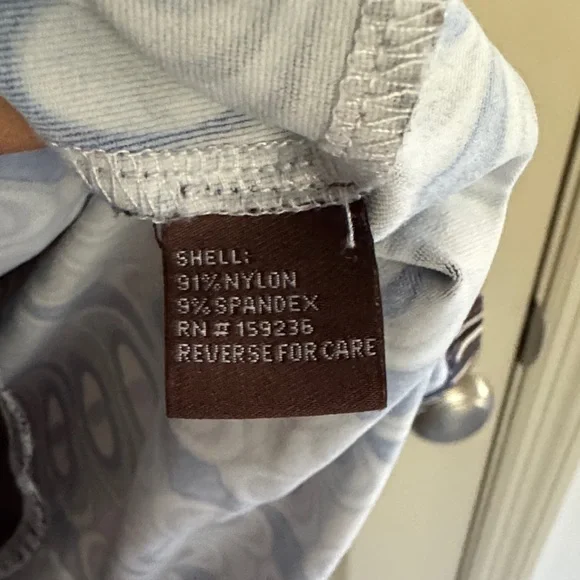 SHELL:
91% NYLON
9% SPANDEX
RN # 159236
REVERSE FOR CARE